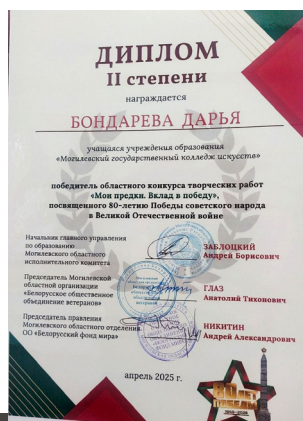 ДИПЛОМ
II степени
награждается
БОНДАРЕВА ДАРЬЯ
учащаяся учреждения образования
«Могилевский государственный колледж искусств»
победитель областного конкурса творческих работ
«Мои предки. Вклад в победу»,
посвященного 80-летию Победы советского народа
в Великой Отечественной войне
Начальник главного управления
по образованию
Могилевского областного
исполнительного комитета
ЗАБЛОЦКИЙ
Андрей Борисович
Председатель Могилевской
областной организации
«Белорусское общественное
объединение ветеранов»
ГЛАЗ
Анатолий Тихонович
Председатель правления
Могилевского областного отделения
ОО «Белорусский фонд мира»
НИКИТИН
Андрей Александрович
апрель 2025 г.